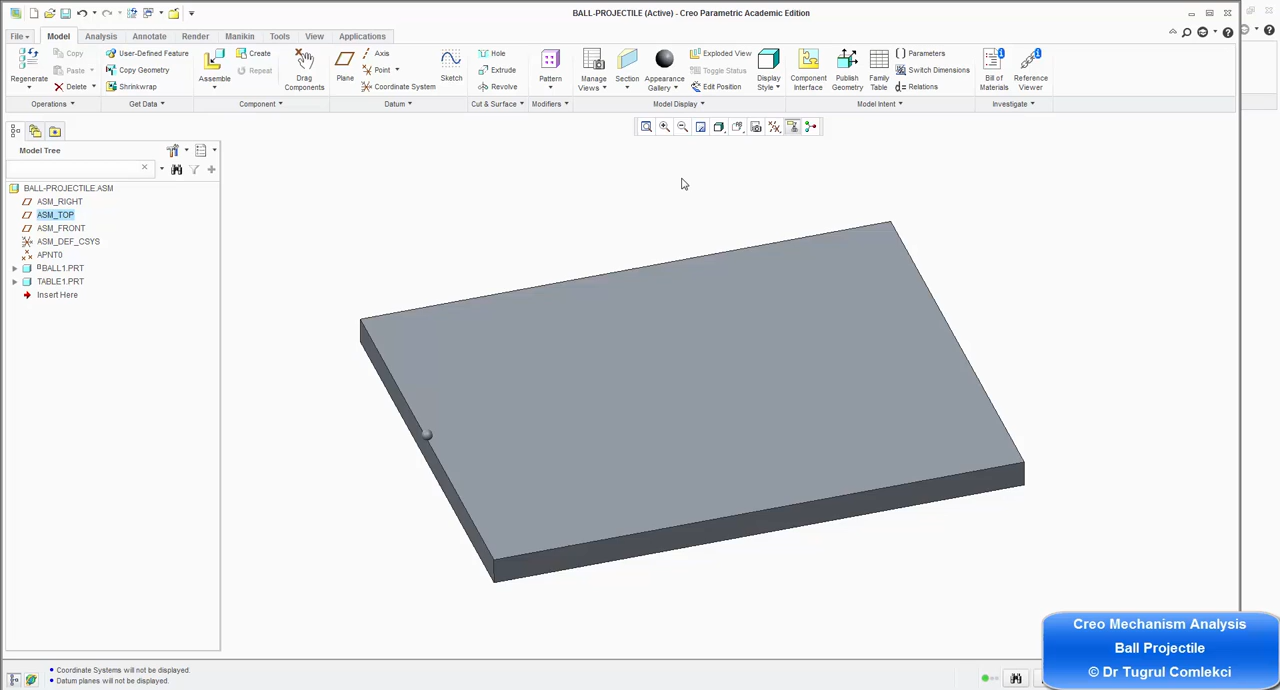 BALL-PROJECTILE (Active) - Creo Parametric Academic Edition
File Model Analysis Annotate Render Manikin Tools View Applications
Regenerate
Copy
Paste
Delete
Operations
User-Defined Feature
Copy Geometry
Shrinkwrap
Get Data
Assemble
Create
Repeat
Drag
Components
Component
Plane
Axis
Point
Coordinate System
Datum
Sketch
Hole
Extrude
Revolve
Cut & Surface
Pattern
Modifiers
Manage
Views
Section
Appearance
Gallery
Exploded View
Toggle Status
Edit Position
Display
Style
Model Display
Component
Interface
Publish
Geometry
Family
Table
Parameters
Switch Dimensions
d= Relations
Model Intent
Bill of
Materials
Reference
Viewer
Investigate
Model Tree
BALL-PROJECTILE.ASM
ASM_RIGHT
ASM_TOP
ASM_FRONT
ASM_DEF_CSYS
APNT0
BALL1.PRT
TABLE1.PRT
Insert Here
Coordinate Systems will not be displayed.
Datum planes will not be displayed.
Creo Mechanism Analysis
Ball Projectile
© Dr Tugrul Comlekci